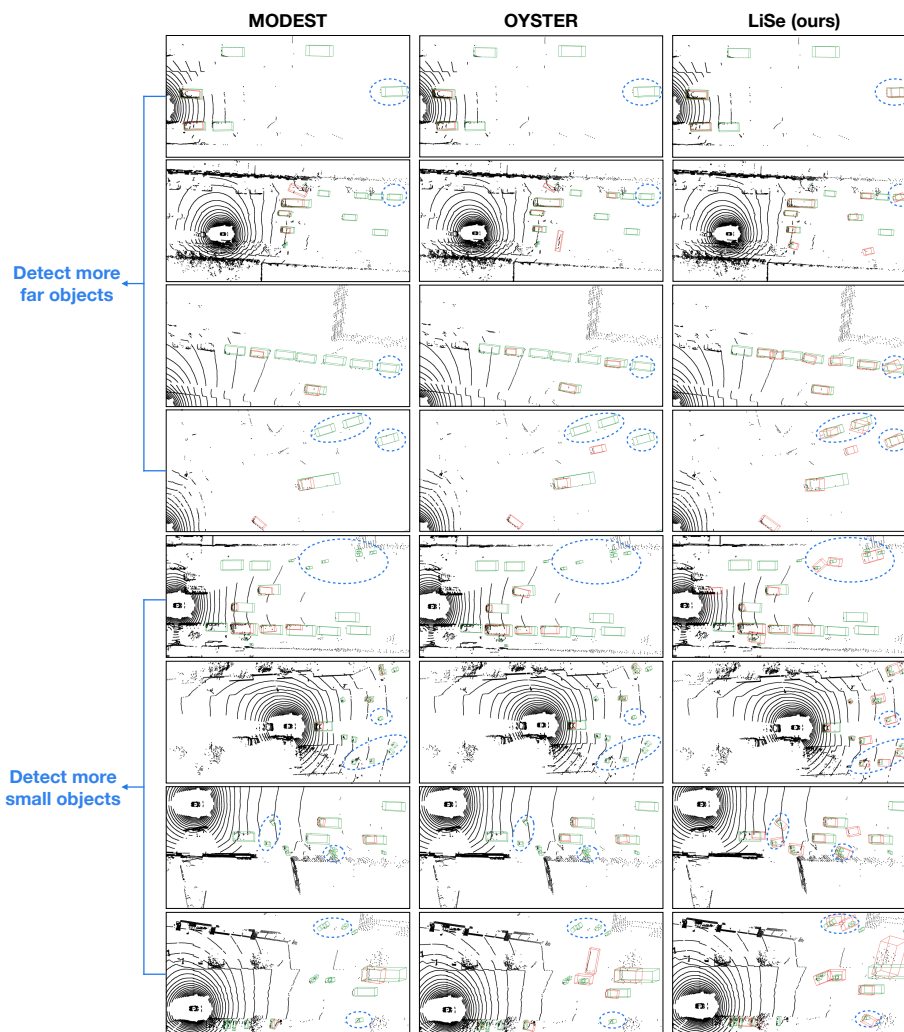 MODEST
OYSTER
LiSe (ours)
Detect more
far objects
Detect more
small objects